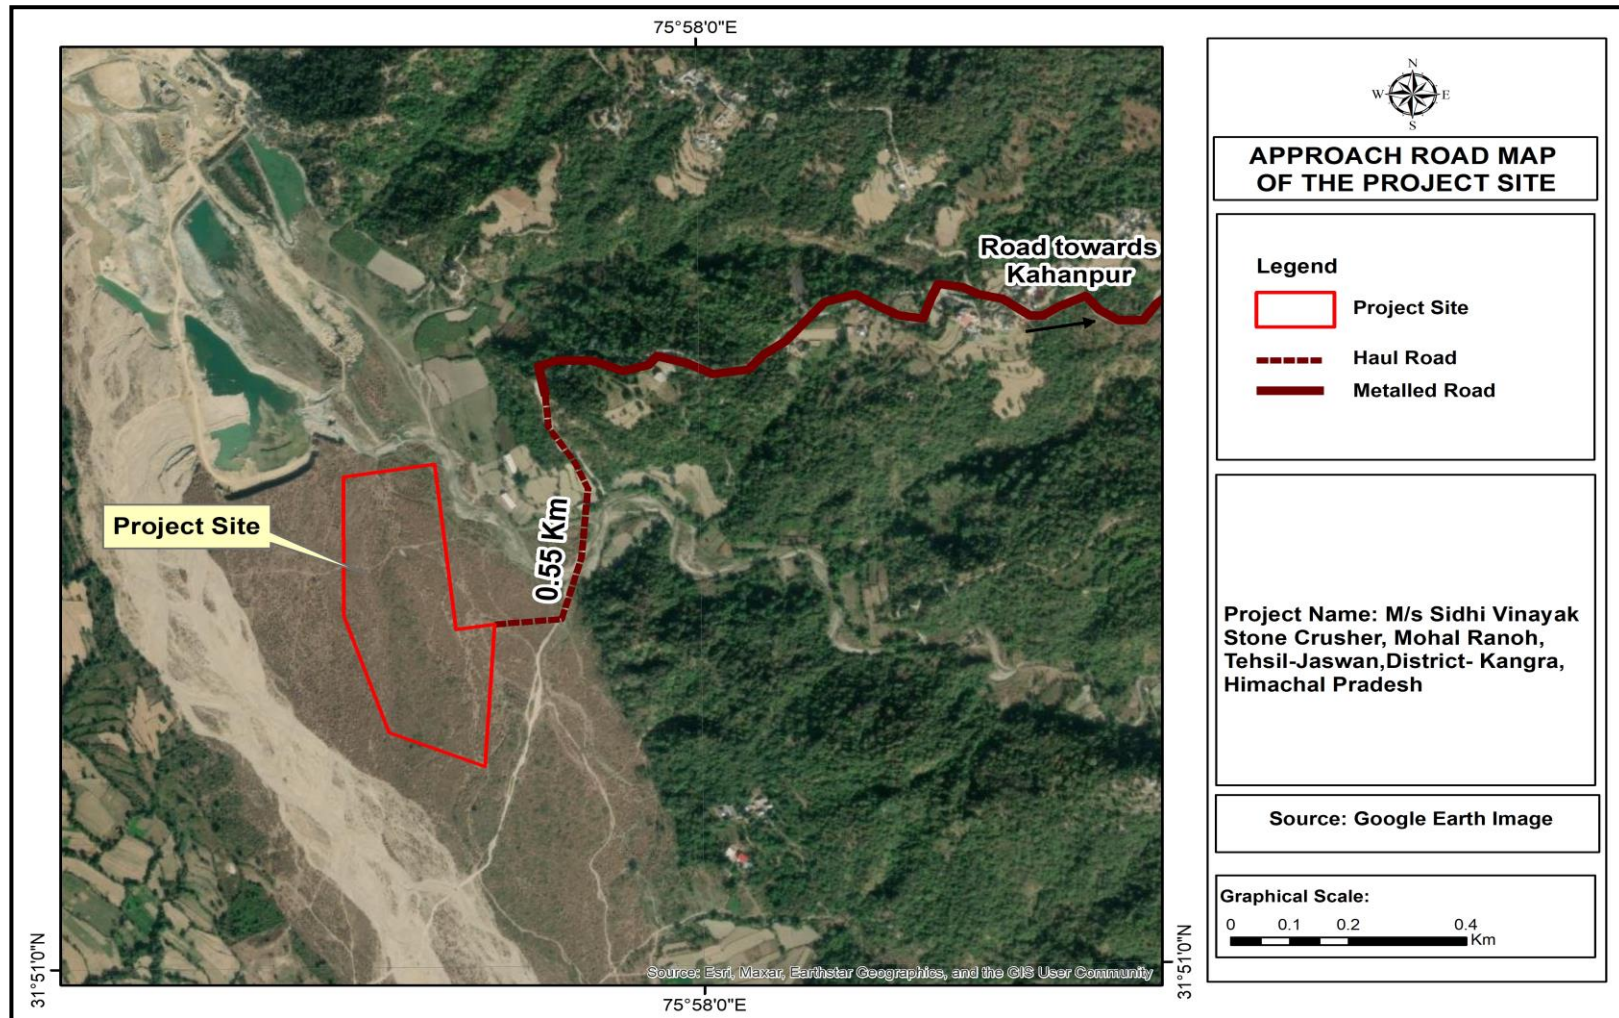 75°58'0"E
N
W E
S
APPROACH ROAD MAP
OF THE PROJECT SITE
Road towards
Kahanpur
Legend
Project Site
Haul Road
Metalled Road
Project Site
0.55 Km
Project Name: M/s Sidhi Vinayak
Stone Crusher, Mohal Ranoh,
Tehsil-Jaswan,District- Kangra,
Himachal Pradesh
Source: Google Earth Image
Graphical Scale:
0 0.1 0.2 0.4
Km
31°51'0"N
31°51'0"N
Source: Esri, Maxar, Earthstar Geographics, and the GIS User Community
75°58'0"E